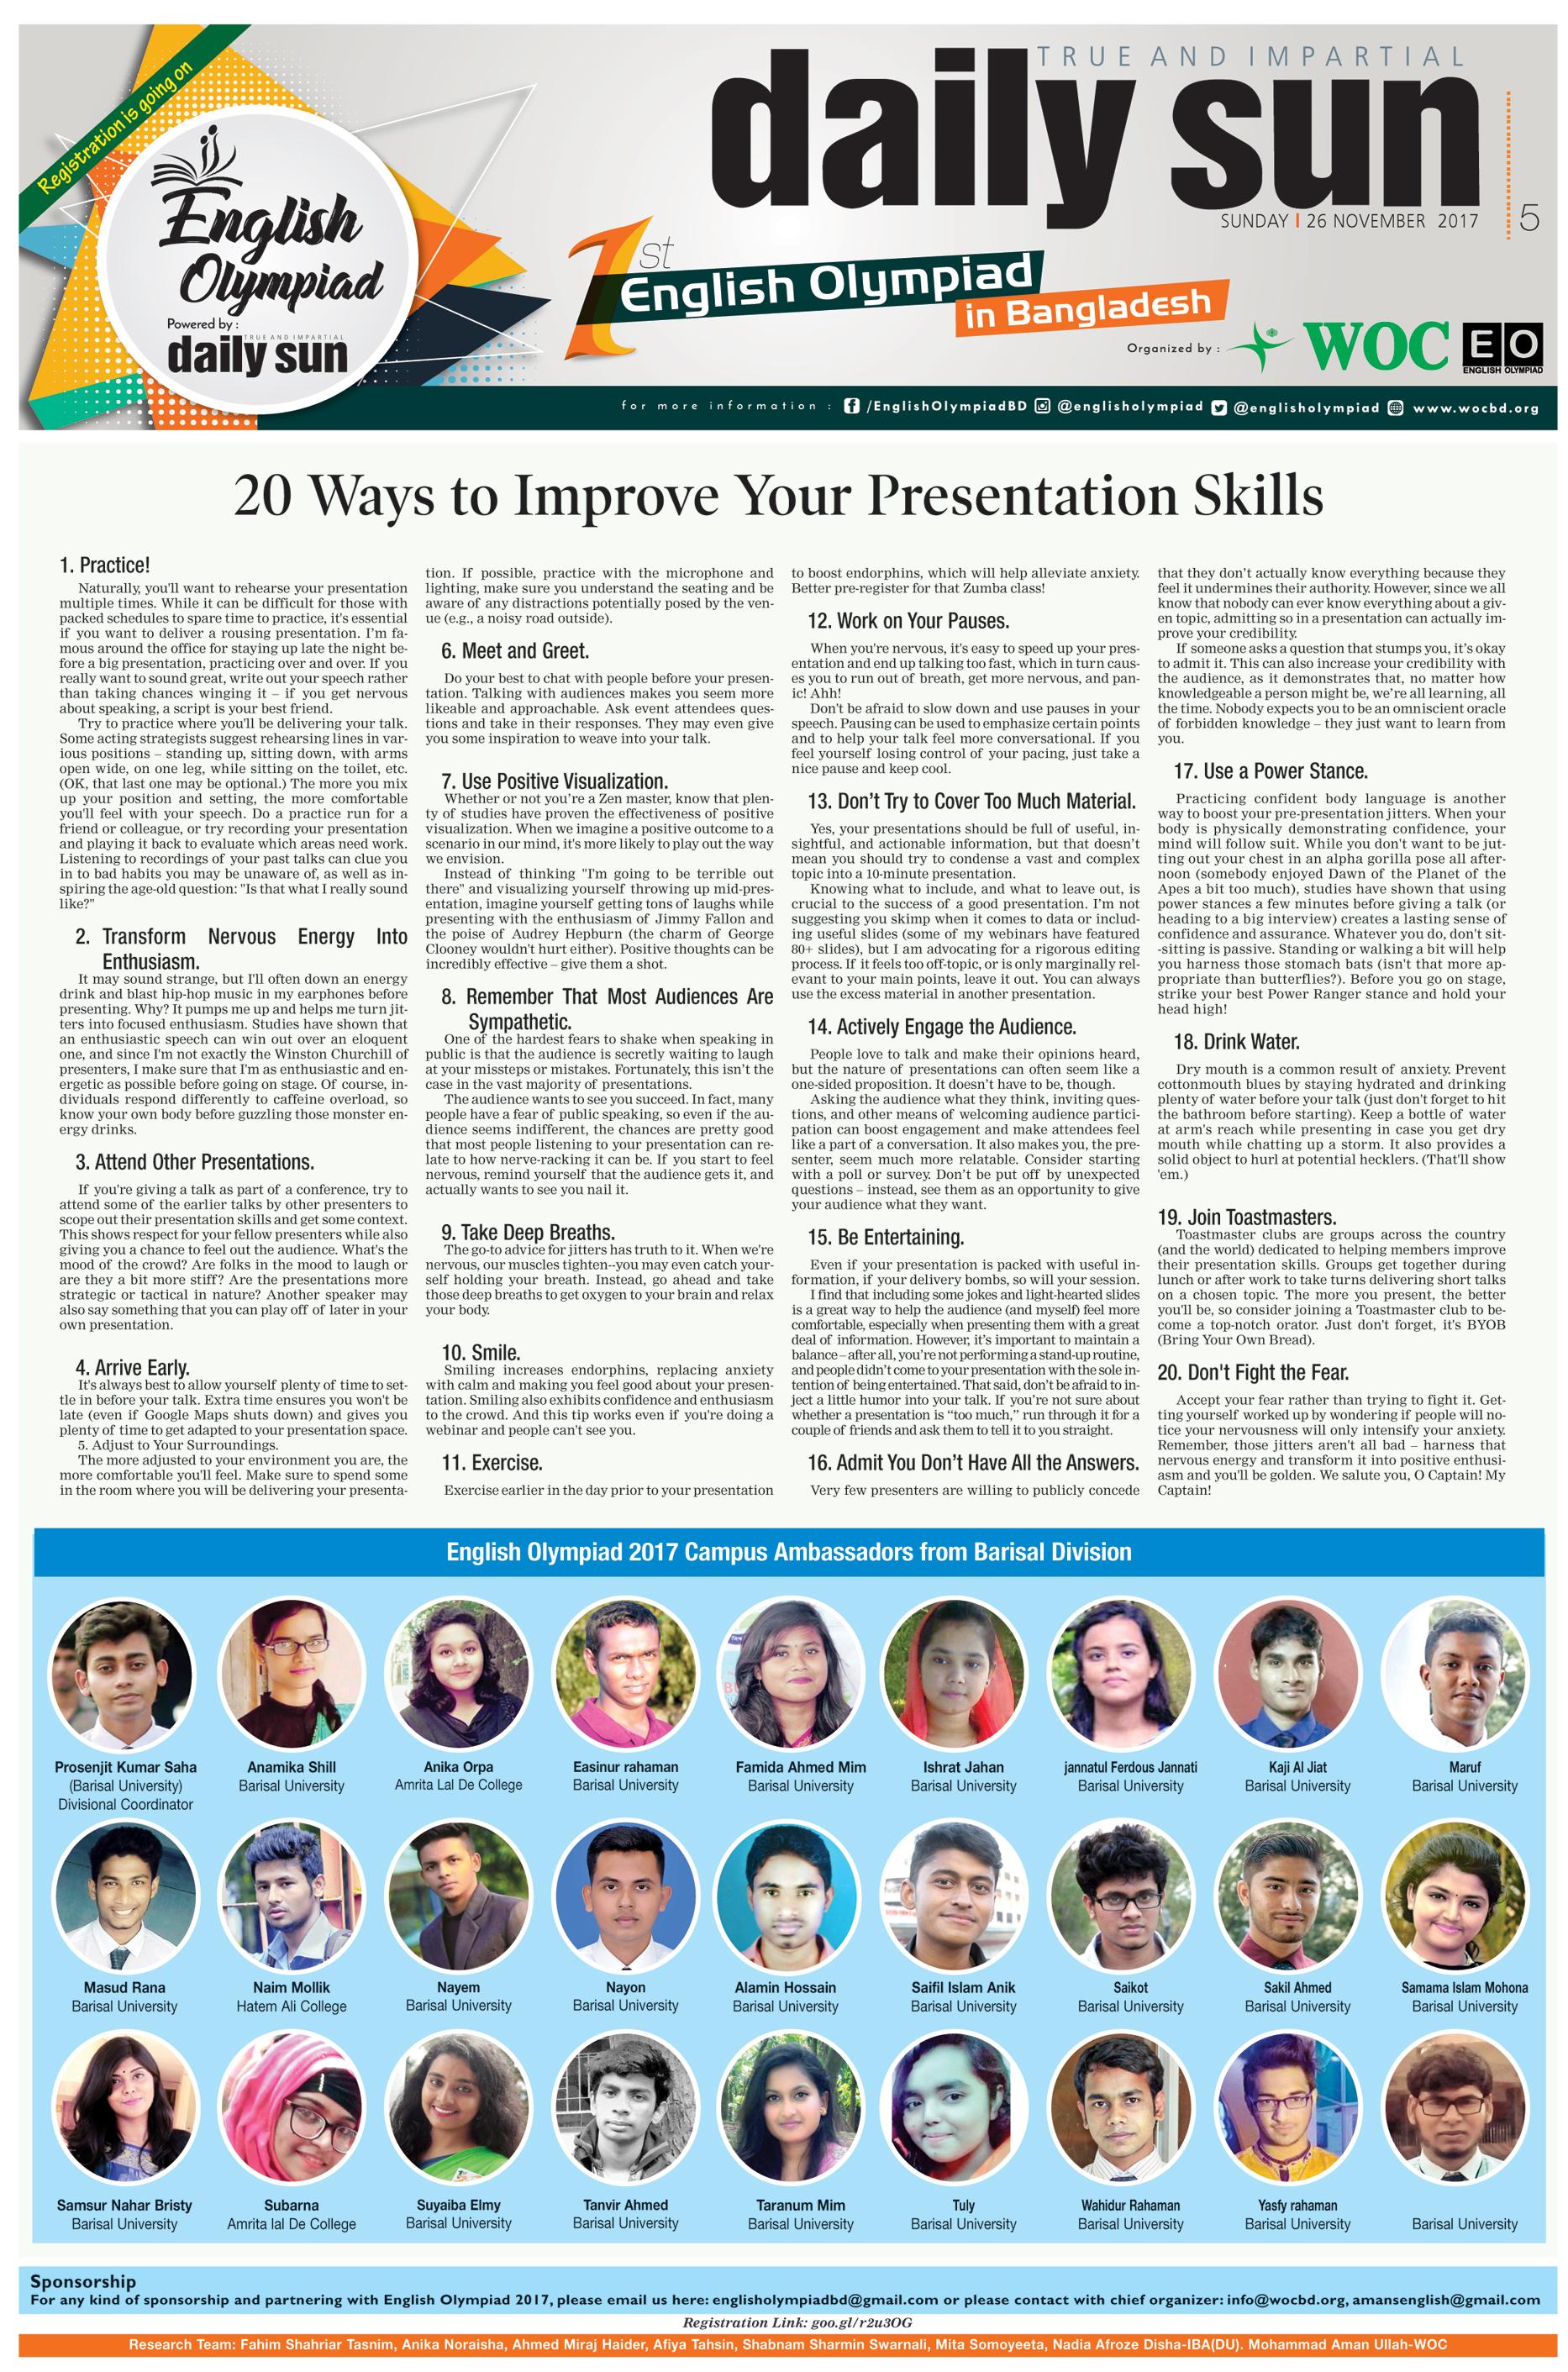 Registration is going on
English
Olympiad
Powered by :
TRUE AND IMPARTIAL
daily sun
TRUE AND IMPARTIAL
daily sun
SUNDAY | 26 NOVEMBER 2017
5
1st
English Olympiad
in Bangladesh
Organized by :
WOC
EO
ENGLISH OLYMPIAD
for more information : /EnglishOlympiadBD @englisholympiad @englisholympiad www.wocbd.org
20 Ways to Improve Your Presentation Skills
1. Practice!
Naturally, you'll want to rehearse your presentation
multiple times. While it can be difficult for those with
packed schedules to spare time to practice, it's essential
if you want to deliver a rousing presentation. I'm fa-
mous around the office for staying up late the night be-
fore a big presentation, practicing over and over. If you
really want to sound great, write out your speech rather
than taking chances winging it – if you get nervous
about speaking, a script is your best friend.
Try to practice where you'll be delivering your talk.
Some acting strategists suggest rehearsing lines in var-
ious positions – standing up, sitting down, with arms
open wide, on one leg, while sitting on the toilet, etc.
(OK, that last one may be optional.) The more you mix
up your position and setting, the more comfortable
you'll feel with your speech. Do a practice run for a
friend or colleague, or try recording your presentation
and playing it back to evaluate which areas need work.
Listening to recordings of your past talks can clue you
in to bad habits you may be unaware of, as well as in-
spiring the age-old question: "Is that what I really sound
like?"
2. Transform Nervous Energy Into
Enthusiasm.
It may sound strange, but I'll often down an energy
drink and blast hip-hop music in my earphones before
presenting. Why? It pumps me up and helps me turn jit-
ters into focused enthusiasm. Studies have shown that
an enthusiastic speech can win out over an eloquent
one, and since I'm not exactly the Winston Churchill of
presenters, I make sure that I'm as enthusiastic and en-
ergetic as possible before going on stage. Of course, in-
dividuals respond differently to caffeine overload, so
know your own body before guzzling those monster en-
ergy drinks.
3. Attend Other Presentations.
If you're giving a talk as part of a conference, try to
attend some of the earlier talks by other presenters to
scope out their presentation skills and get some context.
This shows respect for your fellow presenters while also
giving you a chance to feel out the audience. What's the
mood of the crowd? Are folks in the mood to laugh or
are they a bit more stiff? Are the presentations more
strategic or tactical in nature? Another speaker may
also say something that you can play off of later in your
own presentation.
4. Arrive Early.
It's always best to allow yourself plenty of time to set-
tle in before your talk. Extra time ensures you won't be
late (even if Google Maps shuts down) and gives you
plenty of time to get adapted to your presentation space.
5. Adjust to Your Surroundings.
The more adjusted to your environment you are, the
more comfortable you'll feel. Make sure to spend some
in the room where you will be delivering your presenta-
tion. If possible, practice with the microphone and
lighting, make sure you understand the seating and be
aware of any distractions potentially posed by the ven-
ue (e.g., a noisy road outside).
6. Meet and Greet.
Do your best to chat with people before your presen-
tation. Talking with audiences makes you seem more
likeable and approachable. Ask event attendees ques-
tions and take in their responses. They may even give
you some inspiration to weave into your talk.
7. Use Positive Visualization.
Whether or not you're a Zen master, know that plen-
ty of studies have proven the effectiveness of positive
visualization. When we imagine a positive outcome to a
scenario in our mind, it's more likely to play out the way
we envision.
Instead of thinking "I'm going to be terrible out
there" and visualizing yourself throwing up mid-pres-
entation, imagine yourself getting tons of laughs while
presenting with the enthusiasm of Jimmy Fallon and
the poise of Audrey Hepburn (the charm of George
Clooney wouldn't hurt either). Positive thoughts can be
incredibly effective – give them a shot.
8. Remember That Most Audiences Are
Sympathetic.
One of the hardest fears to shake when speaking in
public is that the audience is secretly waiting to laugh
at your missteps or mistakes. Fortunately, this isn't the
case in the vast majority of presentations.
The audience wants to see you succeed. In fact, many
people have a fear of public speaking, so even if the au-
dience seems indifferent, the chances are pretty good
that most people listening to your presentation can re-
late to how nerve-racking it can be. If you start to feel
nervous, remind yourself that the audience gets it, and
actually wants to see you nail it.
9. Take Deep Breaths.
The go-to advice for jitters has truth to it. When we're
nervous, our muscles tighten--you may even catch your-
self holding your breath. Instead, go ahead and take
those deep breaths to get oxygen to your brain and relax
your body.
10. Smile.
Smiling increases endorphins, replacing anxiety
with calm and making you feel good about your presen-
tation. Smiling also exhibits confidence and enthusiasm
to the crowd. And this tip works even if you're doing a
webinar and people can't see you.
11. Exercise.
Exercise earlier in the day prior to your presentation
to boost endorphins, which will help alleviate anxiety.
Better pre-register for that Zumba class!
12. Work on Your Pauses.
When you're nervous, it's easy to speed up your pres-
entation and end up talking too fast, which in turn caus-
es you to run out of breath, get more nervous, and pan-
ic! Ahh!
Don't be afraid to slow down and use pauses in your
speech. Pausing can be used to emphasize certain points
and to help your talk feel more conversational. If you
feel yourself losing control of your pacing, just take a
nice pause and keep cool.
13. Don't Try to Cover Too Much Material.
Yes, your presentations should be full of useful, in-
sightful, and actionable information, but that doesn't
mean you should try to condense a vast and complex
topic into a 10-minute presentation.
Knowing what to include, and what to leave out, is
crucial to the success of a good presentation. I'm not
suggesting you skimp when it comes to data or includ-
ing useful slides (some of my webinars have featured
80+ slides), but I am advocating for a rigorous editing
process. If it feels too off-topic, or is only marginally rel-
evant to your main points, leave it out. You can always
use the excess material in another presentation.
14. Actively Engage the Audience.
People love to talk and make their opinions heard,
but the nature of presentations can often seem like a
one-sided proposition. It doesn't have to be, though.
Asking the audience what they think, inviting ques-
tions, and other means of welcoming audience partici-
pation can boost engagement and make attendees feel
like a part of a conversation. It also makes you, the pre-
senter, seem much more relatable. Consider starting
with a poll or survey. Don't be put off by unexpected
questions – instead, see them as an opportunity to give
your audience what they want.
15. Be Entertaining.
Even if your presentation is packed with useful in-
formation, if your delivery bombs, so will your session.
I find that including some jokes and light-hearted slides
is a great way to help the audience (and myself) feel more
comfortable, especially when presenting them with a great
deal of information. However, it's important to maintain a
balance – after all, you're not performing a stand-up routine,
and people didn't come to your presentation with the sole in-
tention of being entertained. That said, don't be afraid to in-
ject a little humor into your talk. If you're not sure about
whether a presentation is "too much," run through it for a
couple of friends and ask them to tell it to you straight.
16. Admit You Don't Have All the Answers.
Very few presenters are willing to publicly concede
that they don't actually know everything because they
feel it undermines their authority. However, since we all
know that nobody can ever know everything about a giv-
en topic, admitting so in a presentation can actually im-
prove your credibility.
If someone asks a question that stumps you, it's okay
to admit it. This can also increase your credibility with
the audience, as it demonstrates that, no matter how
knowledgeable a person might be, we're all learning, all
the time. Nobody expects you to be an omniscient oracle
of forbidden knowledge – they just want to learn from
you.
17. Use a Power Stance.
Practicing confident body language is another
way to boost your pre-presentation jitters. When your
body is physically demonstrating confidence, your
mind will follow suit. While you don't want to be jut-
ting out your chest in an alpha gorilla pose all after-
noon (somebody enjoyed Dawn of the Planet of the
Apes a bit too much), studies have shown that using
power stances a few minutes before giving a talk (or
heading to a big interview) creates a lasting sense of
confidence and assurance. Whatever you do, don't sit-
-sitting is passive. Standing or walking a bit will help
you harness those stomach bats (isn't that more ap-
propriate than butterflies?). Before you go on stage,
strike your best Power Ranger stance and hold your
head high!
18. Drink Water.
Dry mouth is a common result of anxiety. Prevent
cottonmouth blues by staying hydrated and drinking
plenty of water before your talk (just don't forget to hit
the bathroom before starting). Keep a bottle of water
at arm's reach while presenting in case you get dry
mouth while chatting up a storm. It also provides a
solid object to hurl at potential hecklers. (That'll show
'em.)
19. Join Toastmasters.
Toastmaster clubs are groups across the country
(and the world) dedicated to helping members improve
their presentation skills. Groups get together during
lunch or after work to take turns delivering short talks
on a chosen topic. The more you present, the better
you'll be, so consider joining a Toastmaster club to be-
come a top-notch orator. Just don't forget, it's BYOB
(Bring Your Own Bread).
20. Don't Fight the Fear.
Accept your fear rather than trying to fight it. Get-
ting yourself worked up by wondering if people will no-
tice your nervousness will only intensify your anxiety.
Remember, those jitters aren't all bad – harness that
nervous energy and transform it into positive enthusi-
asm and you'll be golden. We salute you, O Captain! My
Captain!
English Olympiad 2017 Campus Ambassadors from Barisal Division
Prosenjit Kumar Saha
(Barisal University)
Divisional Coordinator
Anamika Shill
Barisal University
Anika Orpa
Amrita Lal De College
Easinur rahaman
Barisal University
Famida Ahmed Mim
Barisal University
Ishrat Jahan
Barisal University
jannatul Ferdous Jannati
Barisal University
Kaji Al Jiat
Barisal University
Maruf
Barisal University
Masud Rana
Barisal University
Naim Mollik
Hatem Ali College
Nayem
Barisal University
Nayon
Barisal University
Alamin Hossain
Barisal University
Saifil Islam Anik
Barisal University
Saikot
Barisal University
Sakil Ahmed
Barisal University
Samama Islam Mohona
Barisal University
Samsur Nahar Bristy
Barisal University
Subarna
Amrita lal De College
Suyaiba Elmy
Barisal University
Tanvir Ahmed
Barisal University
Taranum Mim
Barisal University
Tuly
Barisal University
Wahidur Rahaman
Barisal University
Yasfy rahaman
Barisal University
Barisal University
Sponsorship
For any kind of sponsorship and partnering with English Olympiad 2017, please email us here: englisholympiadbd@gmail.com or please contact with chief organizer: info@wocbd.org, amansenglish@gmail.com
Registration Link: goo.gl/r2u3OG
Research Team: Fahim Shahriar Tasnim, Anika Noraisha, Ahmed Miraj Haider, Afiya Tahsin, Shabnam Sharmin Swarnali, Mita Somoyeeta, Nadia Afroze Disha-IBA(DU). Mohammad Aman Ullah-WOC